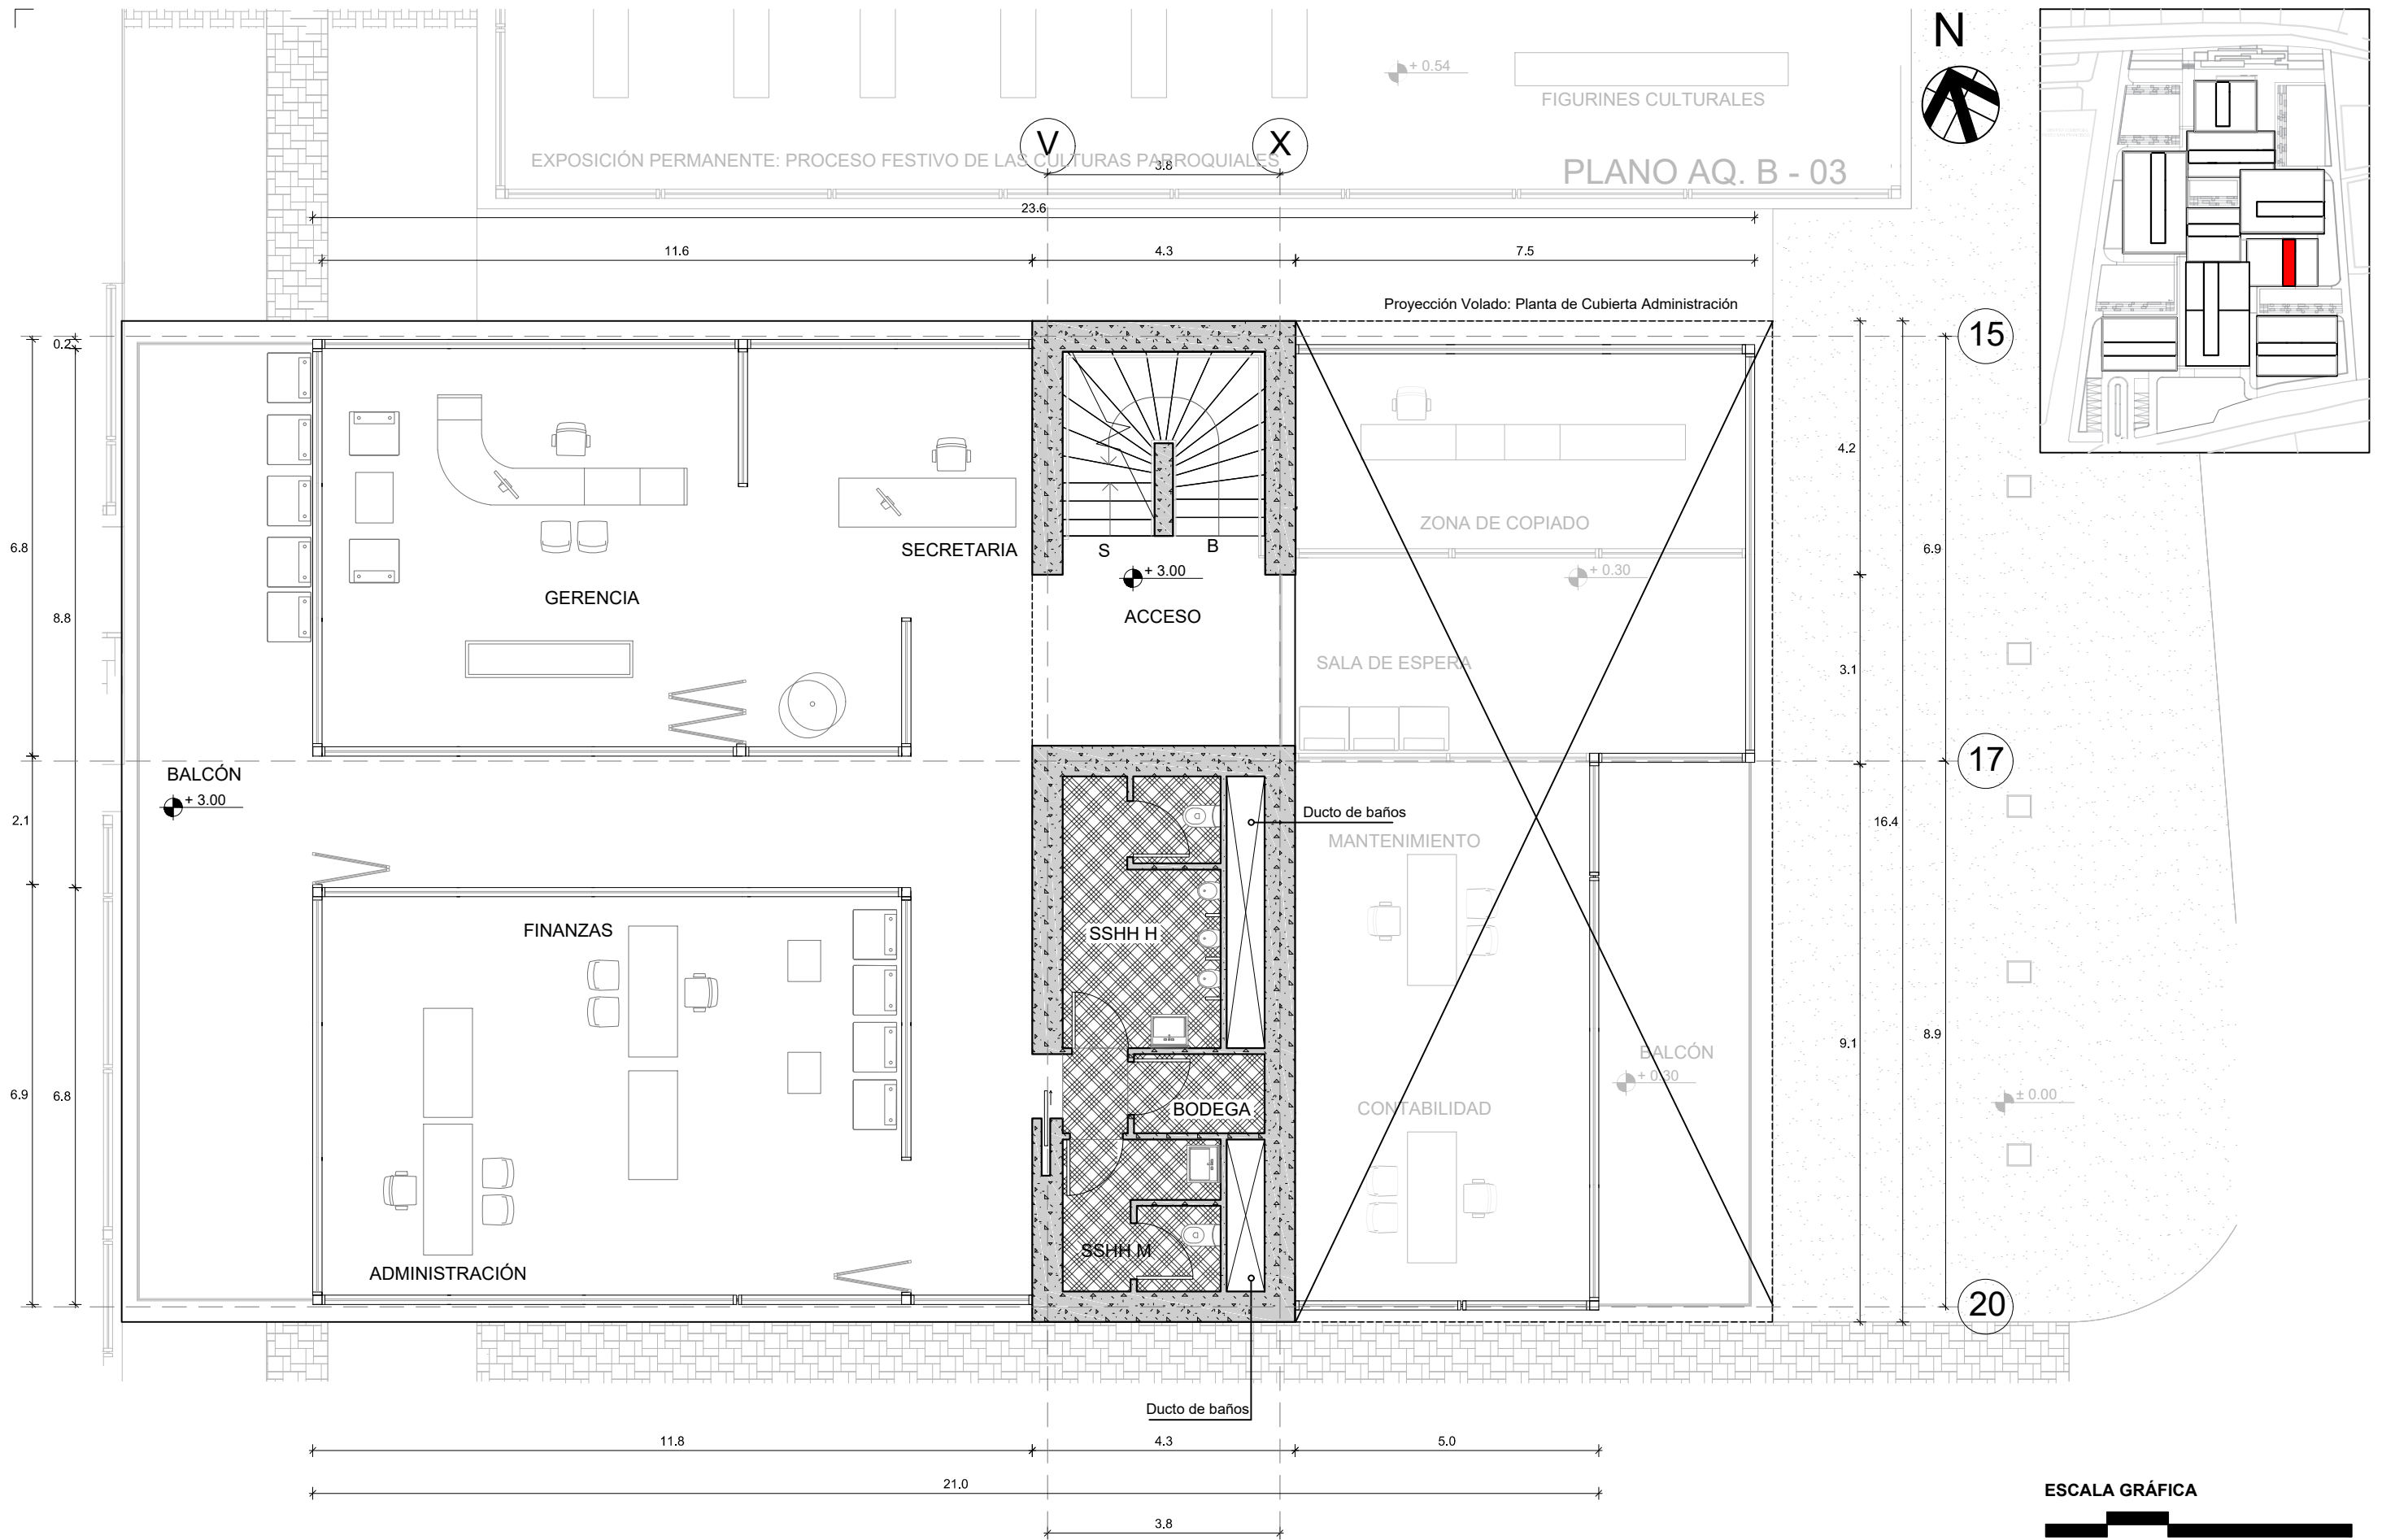 N
+ 0.54
FIGURINES CULTURALES
V
X
EXPOSICIÓN PERMANENTE: PROCESO FESTIVO DE LAS CULTURAS PARROQUIALES
3.8
PLANO AQ. B - 03
23.6
11.6
4.3
7.5
Proyección Volado: Planta de Cubierta Administración
15
0.2
4.2
ZONA DE COPIADO
SECRETARIA
S
B
6.8
6.9
+ 3.00
+ 0.30
GERENCIA
ACCESO
8.8
SALA DE ESPERA
3.1
17
BALCÓN
+ 3.00
Ducto de baños
2.1
16.4
MANTENIMIENTO
FINANZAS
SSHH H
8.9
9.1
BALCÓN
+ 0.30
6.9
6.8
± 0.00
BODEGA
CONTABILIDAD
SSHH M
ADMINISTRACIÓN
20
Ducto de baños
11.8
4.3
5.0
21.0
ESCALA GRÁFICA
3.8